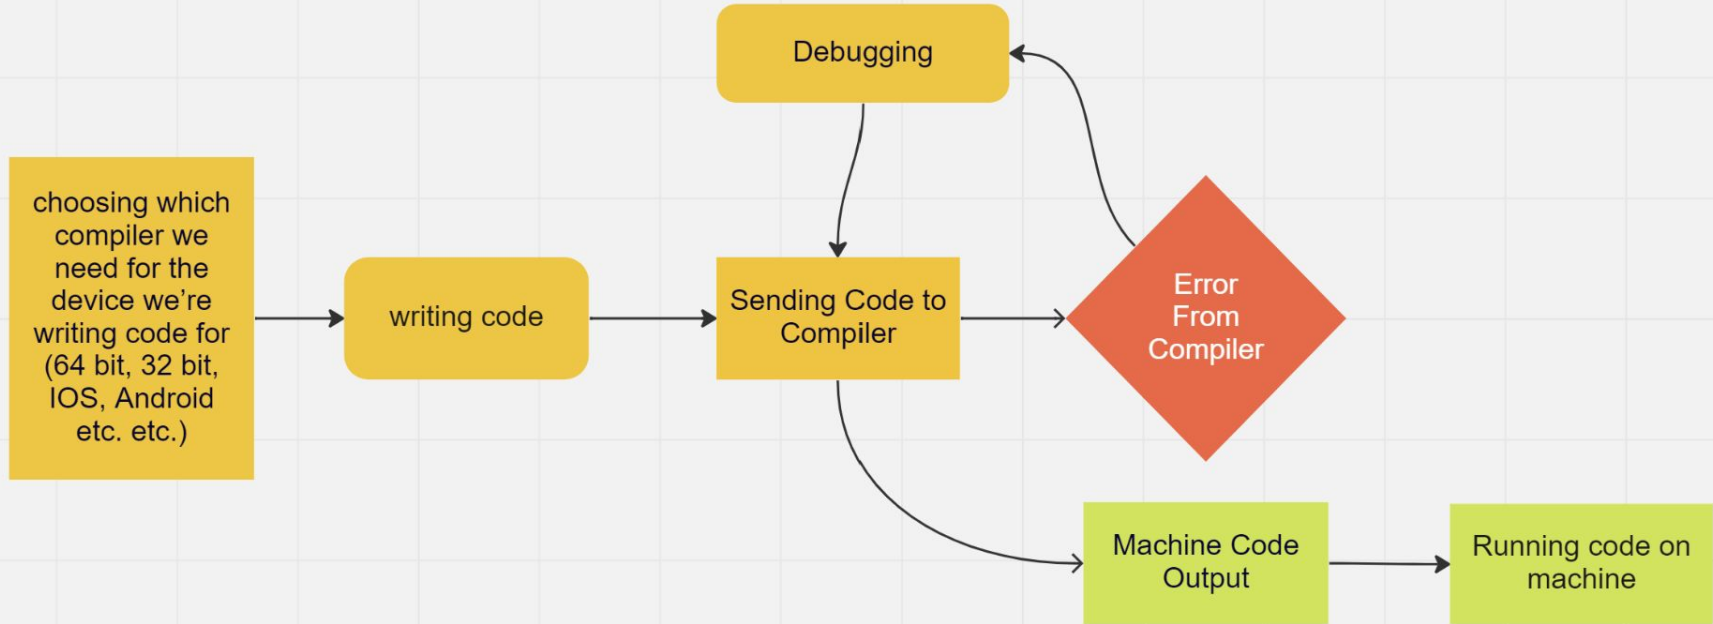 Debugging
choosing which
compiler we
need for the
device we’re
writing code for
(64 bit, 32 bit,
IOS, Android
etc. etc.)
writing code
Sending Code to
Compiler
Error
From
Compiler
Machine Code
Output
Running code on
machine